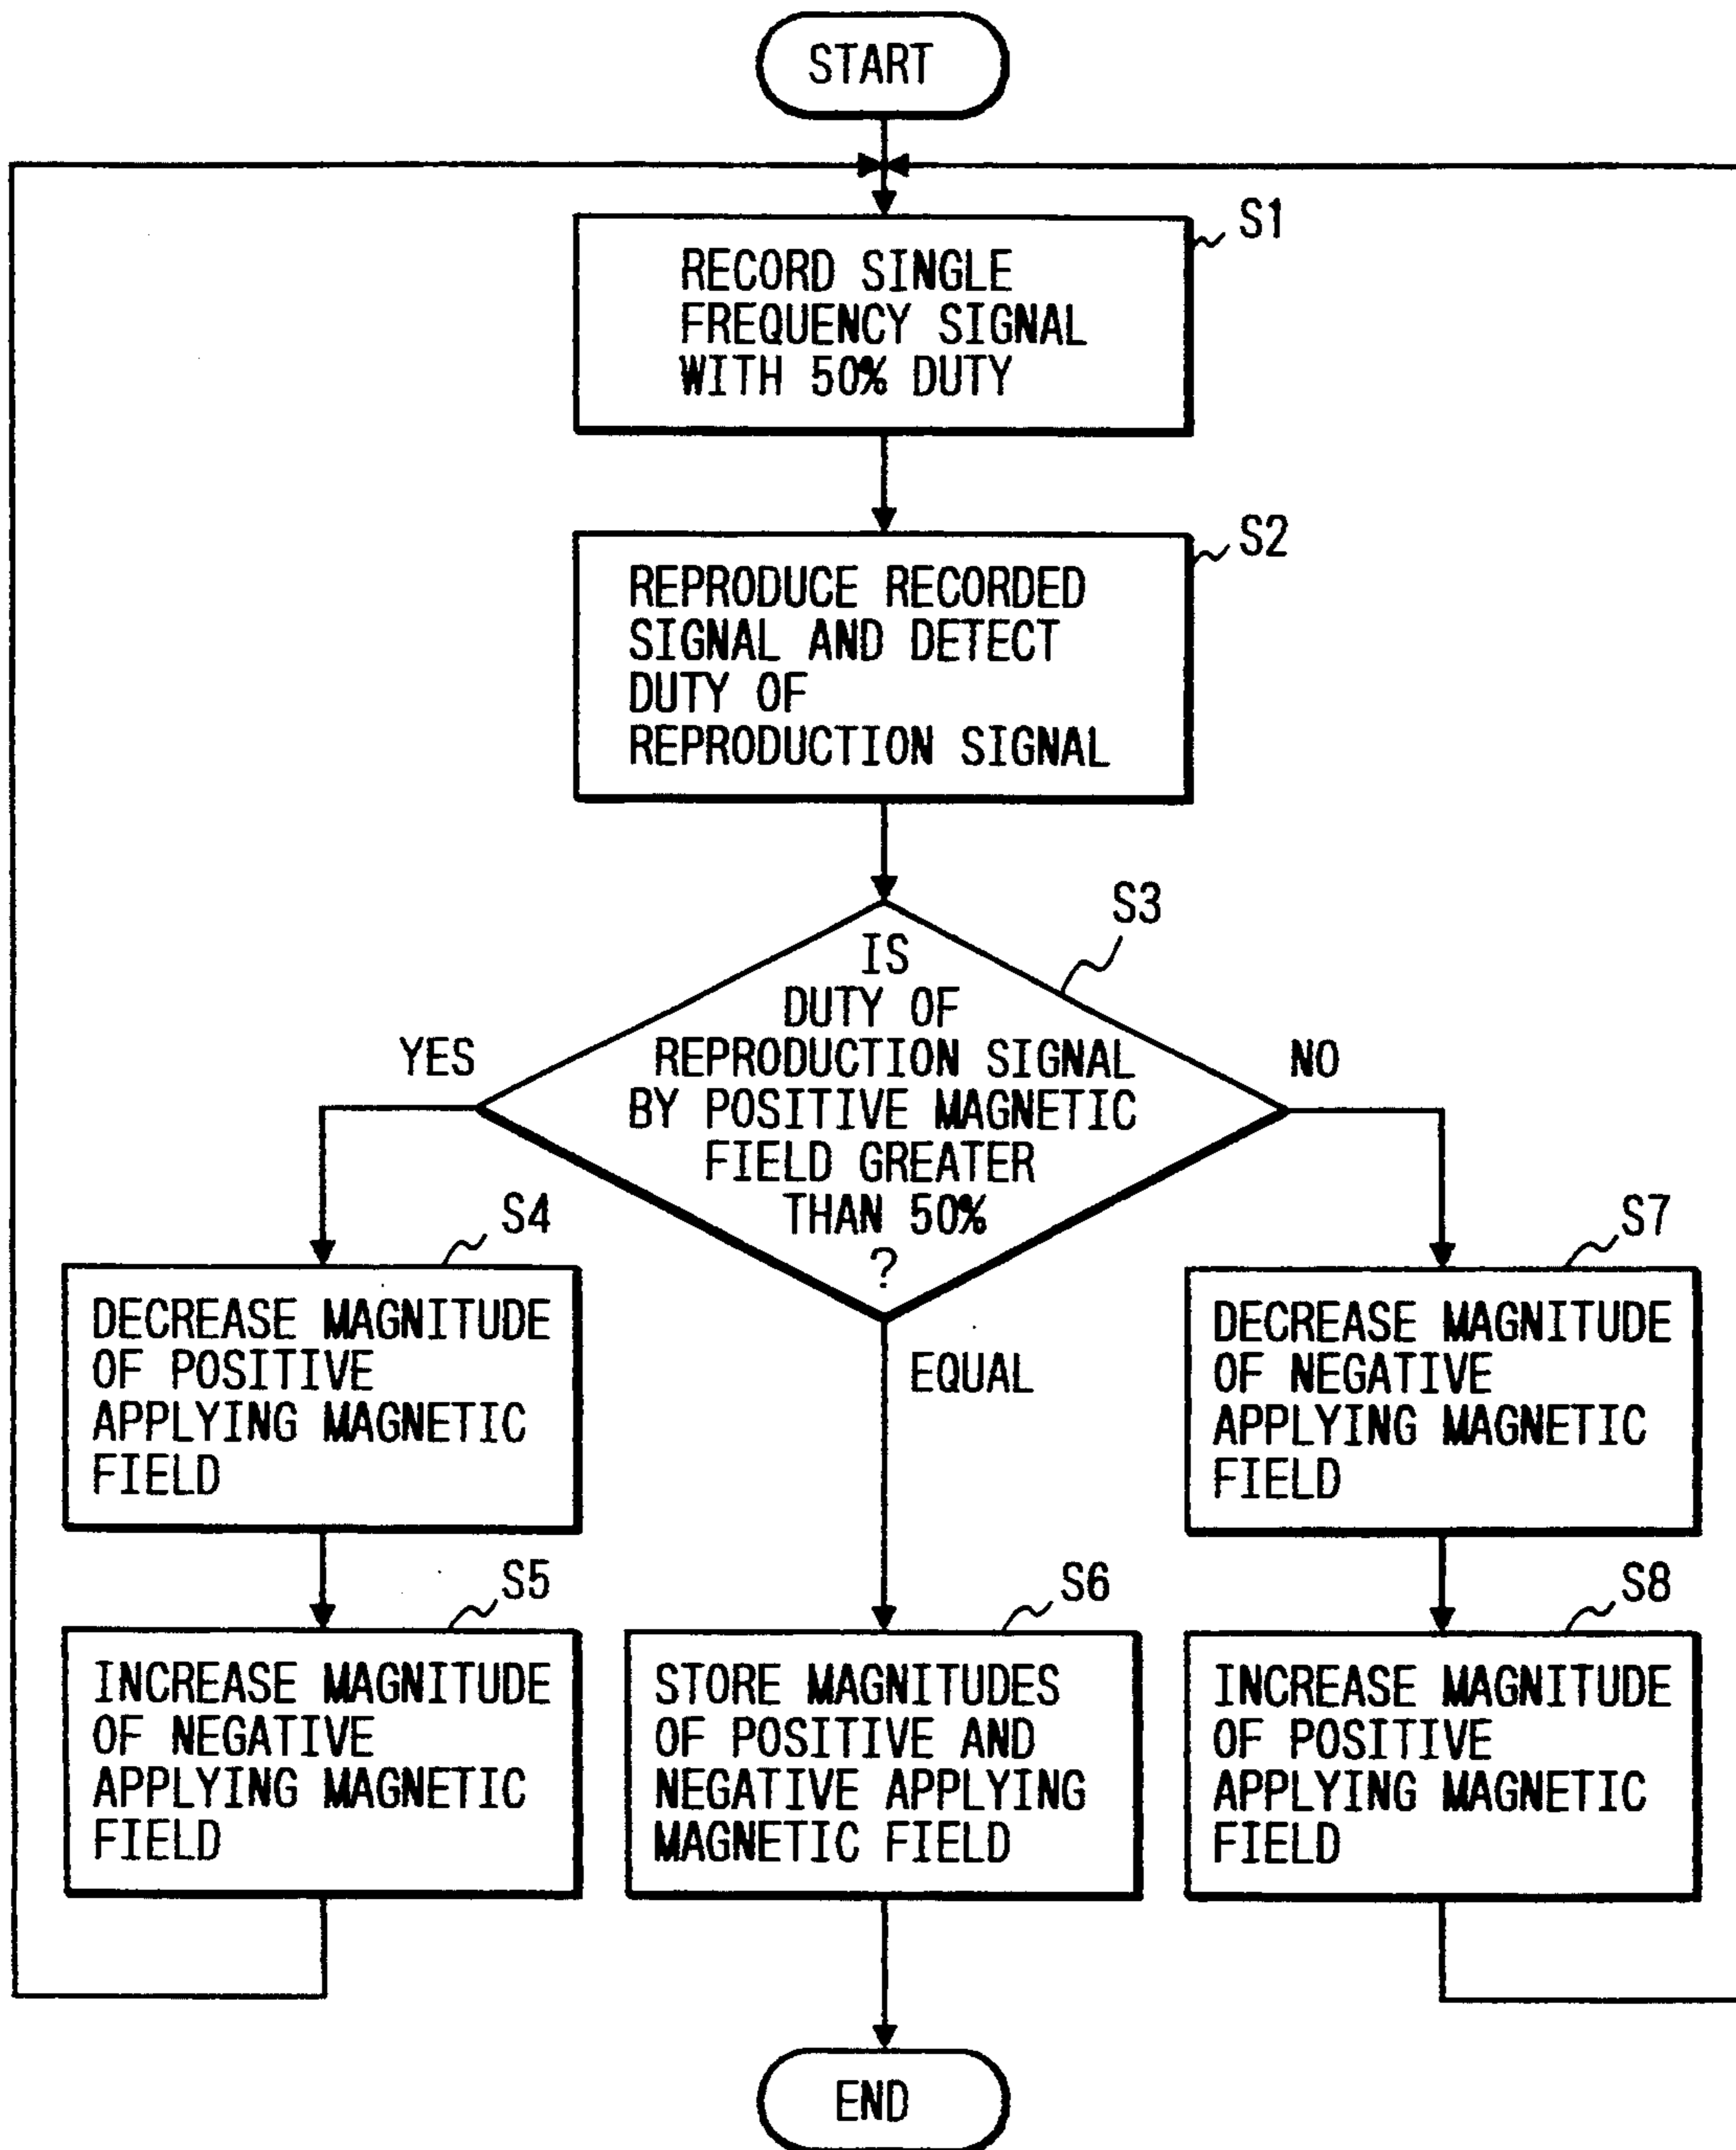 START
S1
RECORD SINGLE
FREQUENCY SIGNAL
WITH 50% DUTY
S2
REPRODUCE RECORDED
SIGNAL AND DETECT
DUTY OF
REPRODUCTION SIGNAL
S3
IS
DUTY OF
REPRODUCTION SIGNAL
BY POSITIVE MAGNETIC
FIELD GREATER
THAN 50%
?
YES
NO
EQUAL
S4
DECREASE MAGNITUDE
OF POSITIVE
APPLYING MAGNETIC
FIELD
S7
DECREASE MAGNITUDE
OF NEGATIVE
APPLYING MAGNETIC
FIELD
S5
INCREASE MAGNITUDE
OF NEGATIVE
APPLYING MAGNETIC
FIELD
S6
STORE MAGNITUDES
OF POSITIVE AND
NEGATIVE APPLYING
MAGNETIC FIELD
S8
INCREASE MAGNITUDE
OF POSITIVE
APPLYING MAGNETIC
FIELD
END